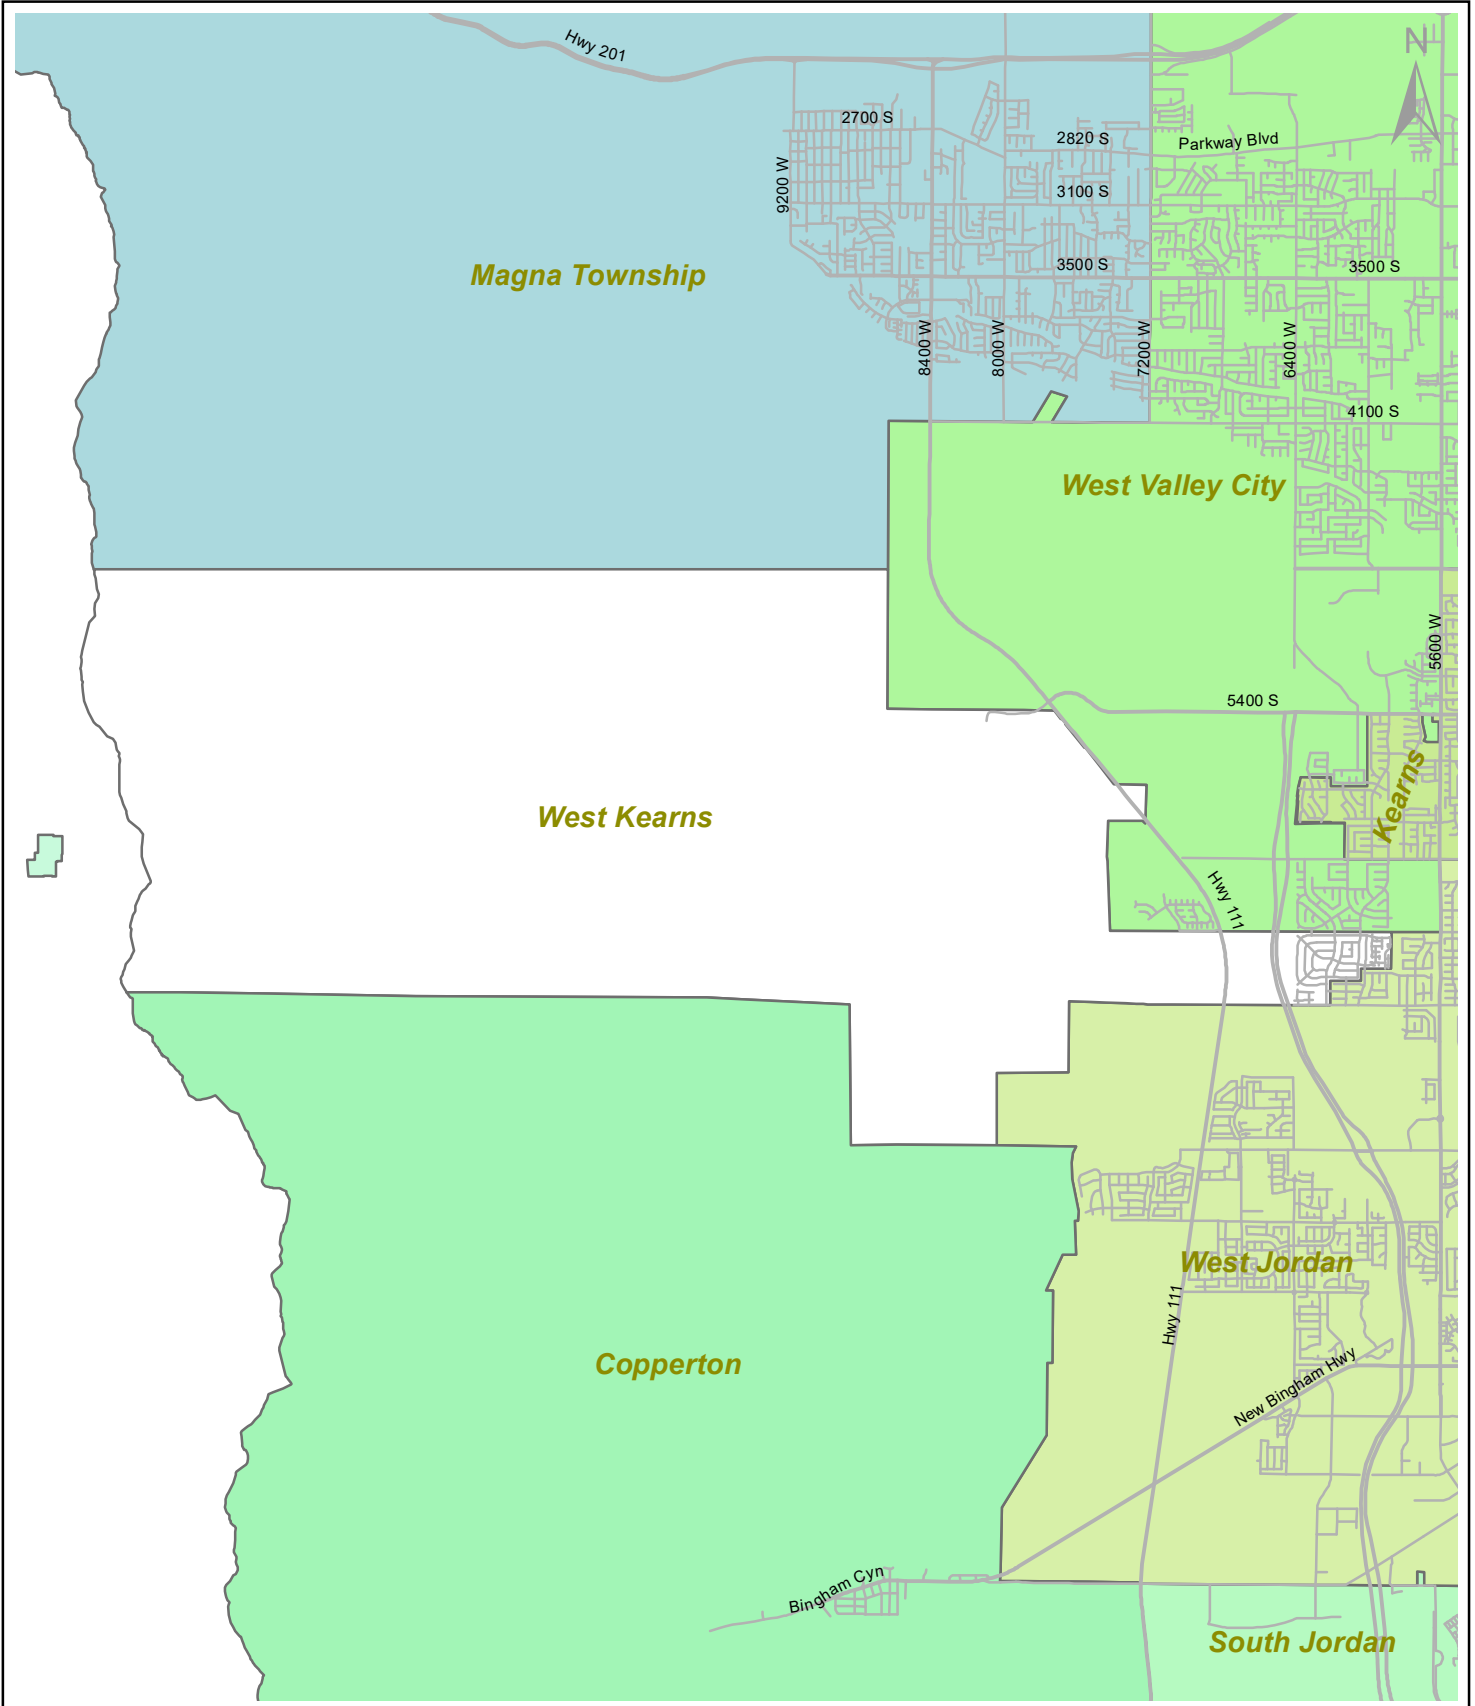 N
Hwy 201
2700 S
2820 S
Parkway Blvd
9200 W
3100 S
3500 S
3500 S
Magna Township
8400 W
8000 W
7200 W
6400 W
4100 S
West Valley City
5600 W
5400 S
Kearns
West Kearns
Hwy 111
West Jordan
Hwy 111
Copperton
New Bingham Hwy
Bingham Cyn
South Jordan